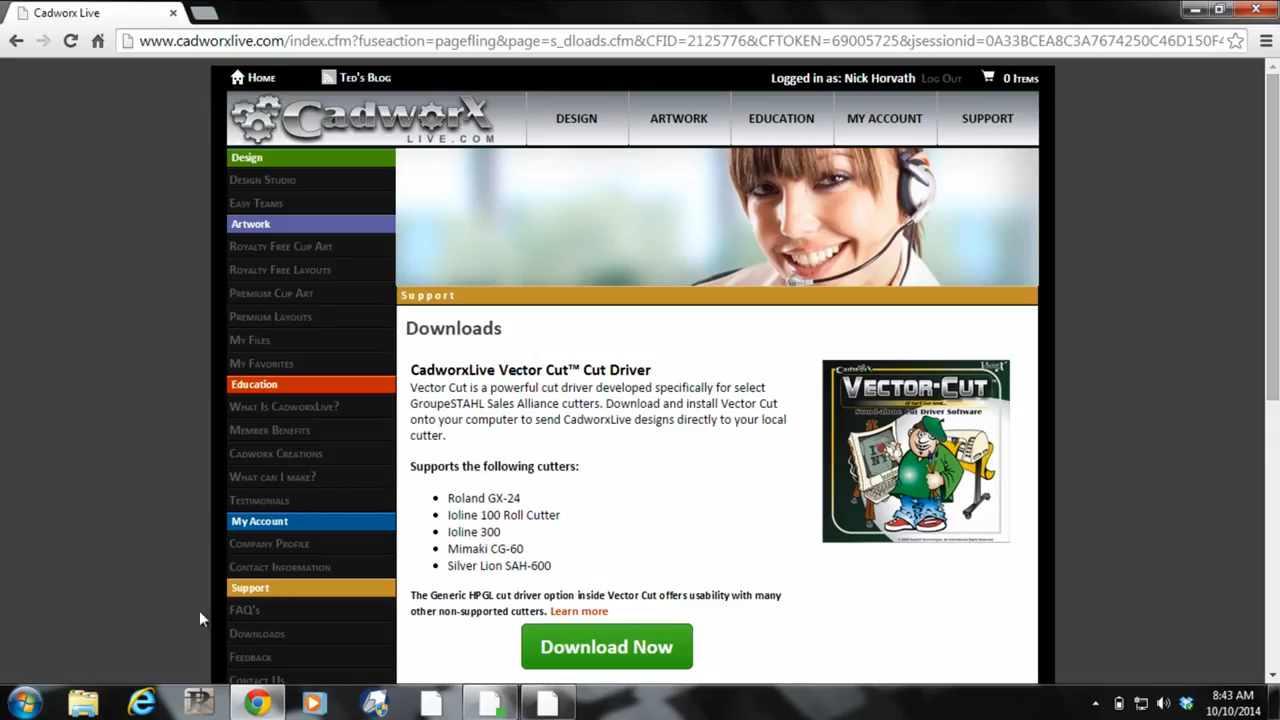 Cadworx Live
www.cadworxlive.com/index.cfm?fuseaction=pagefling&page=s_dloads.cfm&CFID=2125776&CFTOKEN=69005725&jsessionid=0A33BCEA8C3A7674250C46D150F4
Home
Ted's Blog
Logged in as: Nick Horvath Log Out
0 Items
CadworX
LIVE.COM
DESIGN
ARTWORK
EDUCATION
MY ACCOUNT
SUPPORT
Design
Design Studio
Easy Teams
Artwork
Royalty Free Clip Art
Royalty Free Layouts
Premium Clip Art
Premium Layouts
My Files
My Favorites
Education
What Is CadworxLive?
Member Benefits
Cadworx Creations
What can I make?
Testimonials
My Account
Company Profile
Contact Information
Support
FAQ's
Downloads
Feedback
Contact Us
Support
Downloads
CadworxLive Vector Cut™ Cut Driver
Vector Cut is a powerful cut driver developed specifically for select
GroupeSTAHL Sales Alliance cutters. Download and install Vector Cut
onto your computer to send CadworxLive designs directly to your local
cutter.
Supports the following cutters:
• Roland GX-24
• Ioline 100 Roll Cutter
• Ioline 300
• Mimaki CG-60
• Silver Lion SAH-600
The Generic HPGL cut driver option inside Vector Cut offers usability with many
other non-supported cutters. Learn more
Download Now
CadworX
VECTOR-CUT
Stand-alone Cut Driver Software
8:43 AM
10/10/2014